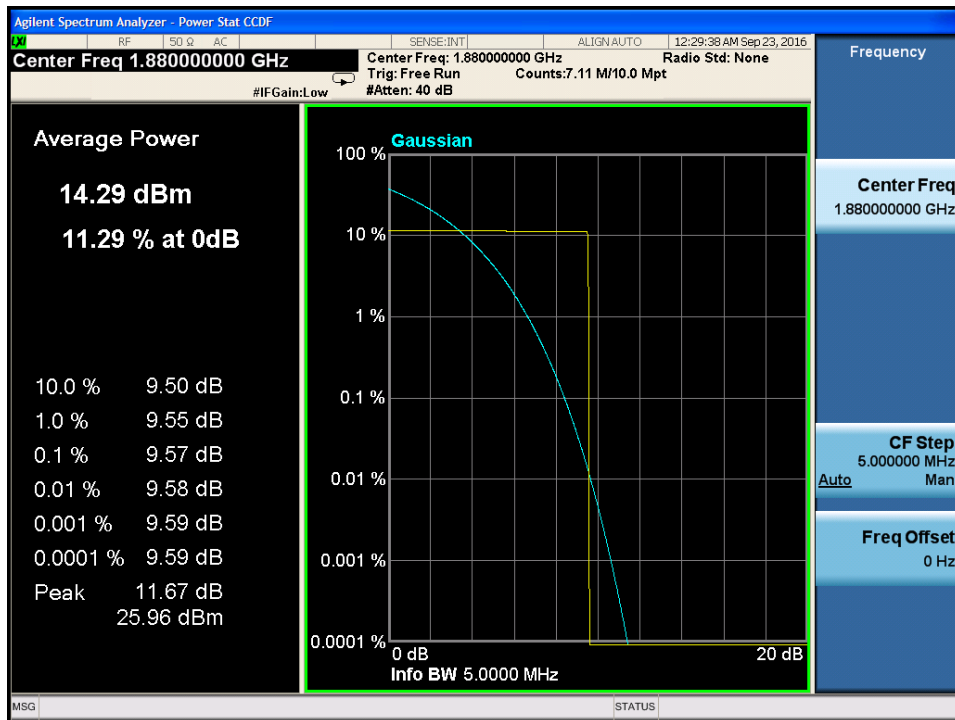 Agilent Spectrum Analyzer - Power Stat CCDF
LXI RF 50 Ω AC SENSE:INT ALIGN AUTO 12:29:38 AM Sep 23, 2016
Center Freq 1.880000000 GHz
Center Freq: 1.880000000 GHz Radio Std: None
Trig: Free Run Counts:7.11 M/10.0 Mpt
#IFGain:Low #Atten: 40 dB
Frequency
Average Power
14.29 dBm
11.29 % at 0dB
10.0 % 9.50 dB
1.0 % 9.55 dB
0.1 % 9.57 dB
0.01 % 9.58 dB
0.001 % 9.59 dB
0.0001 % 9.59 dB
Peak 11.67 dB
25.96 dBm
Gaussian
100 %
10 %
1 %
0.1 %
0.01 %
0.001 %
0.0001 %
0 dB 20 dB
Info BW 5.0000 MHz
Center Freq
1.880000000 GHz
CF Step
5.000000 MHz
Auto Man
Freq Offset
0 Hz
MSG STATUS